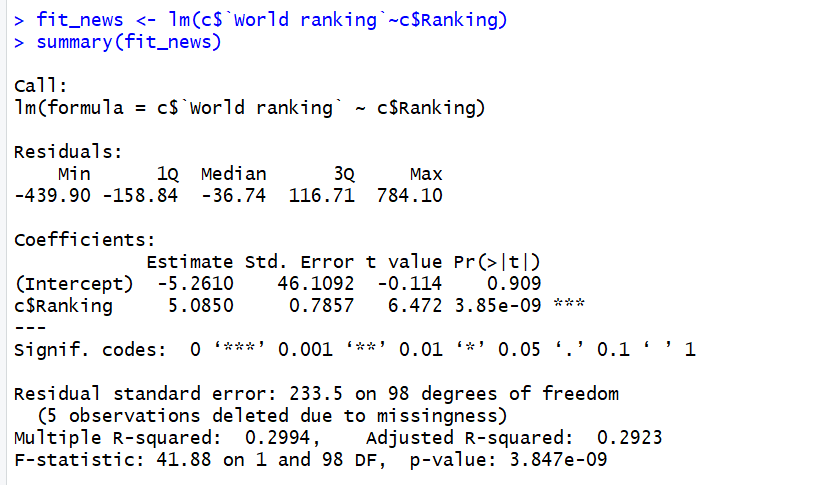 > fit_news <- lm(c$`World ranking`~c$Ranking)
> summary(fit_news)
Call:
lm(formula = c$`World ranking` ~ c$Ranking)
Residuals:
    Min      1Q  Median      3Q     Max
-439.90 -158.84  -36.74  116.71  784.10
Coefficients:
            Estimate Std. Error t value Pr(>|t|)
(Intercept)  -5.2610    46.1092  -0.114    0.909
c$Ranking     5.0850     0.7857   6.472 3.85e-09 ***
---
Signif. codes:  0 ‘***’ 0.001 ‘**’ 0.01 ‘*’ 0.05 ‘.’ 0.1 ‘ ’ 1
Residual standard error: 233.5 on 98 degrees of freedom
  (5 observations deleted due to missingness)
Multiple R-squared:  0.2994,    Adjusted R-squared:  0.2923
F-statistic: 41.88 on 1 and 98 DF,  p-value: 3.847e-09